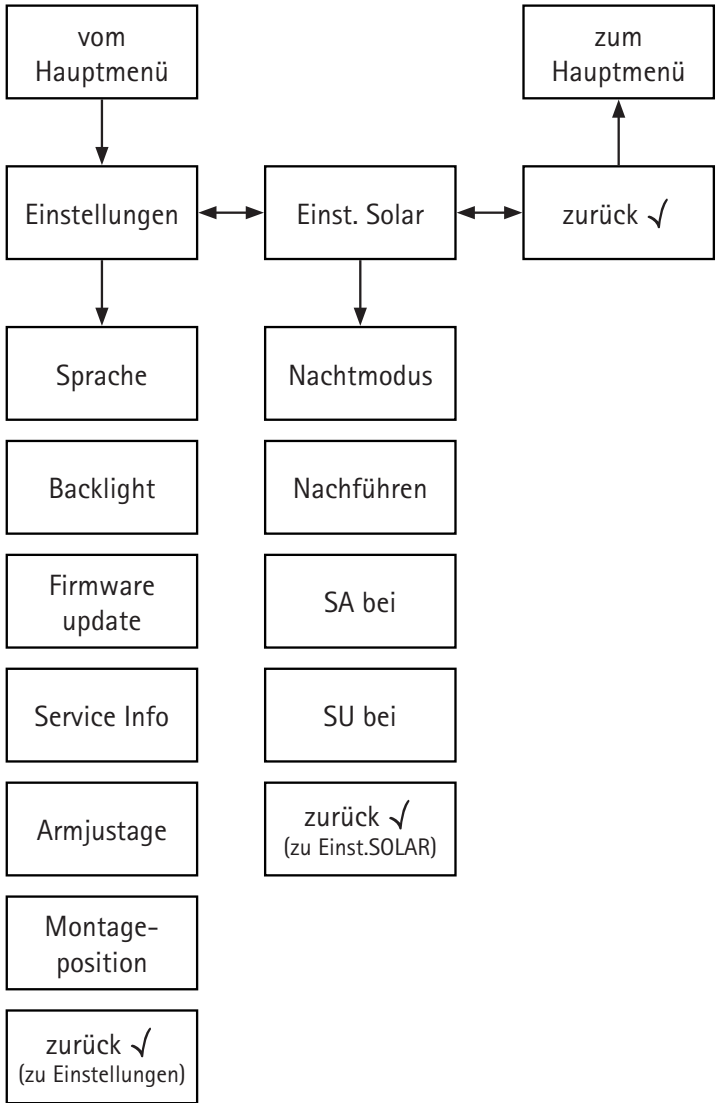 vom
Hauptmenü
zum
Hauptmenü
Einstellungen
Einst. Solar
zurück √
Sprache
Nachtmodus
Backlight
Nachführen
Firmware
update
SA bei
Service Info
SU bei
Armjustage
zurück √
(zu Einst.SOLAR)
Montage-
position
zurück √
(zu Einstellungen)